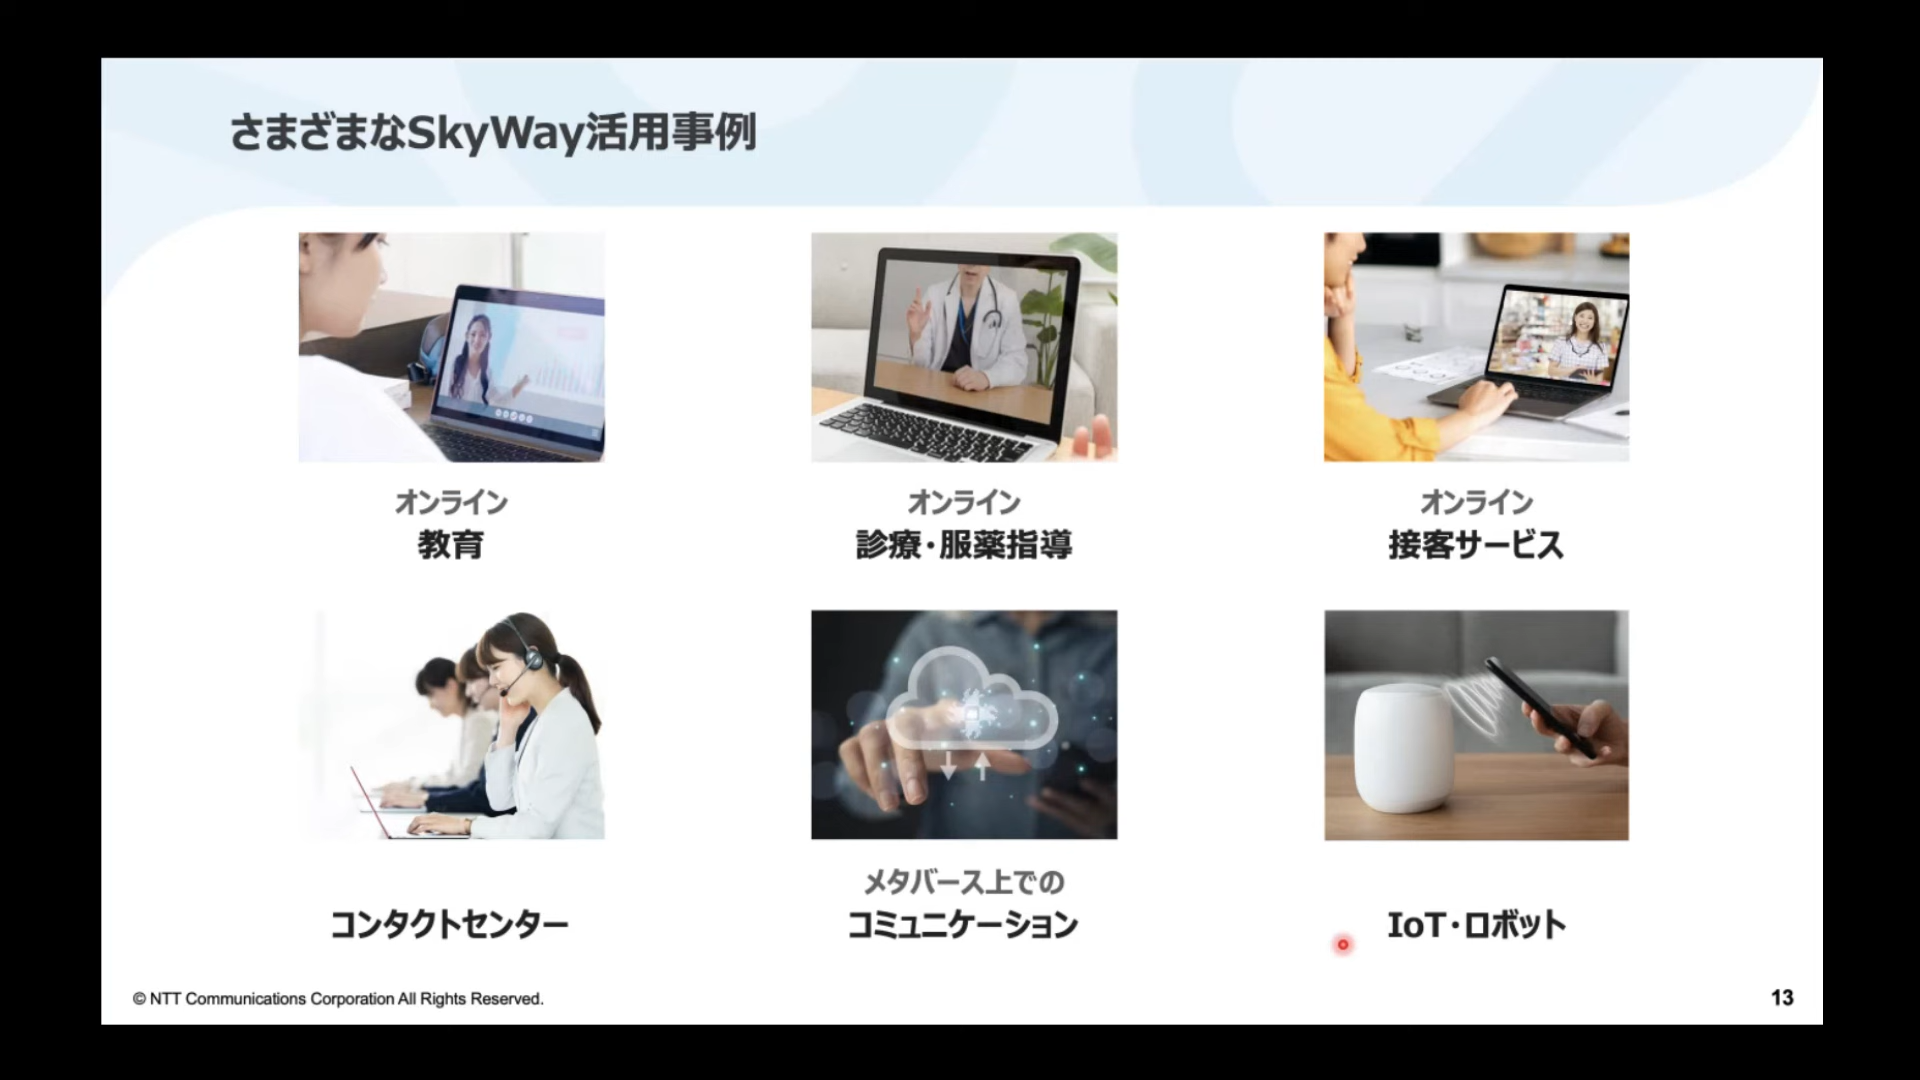 さまざまなSkyWay活用事例
オンライン
教育
オンライン
診療・服薬指導
オンライン
接客サービス
コンタクトセンター
メタバース上での
コミュニケーション
IoT・ロボット
© NTT Communications Corporation All Rights Reserved.
13